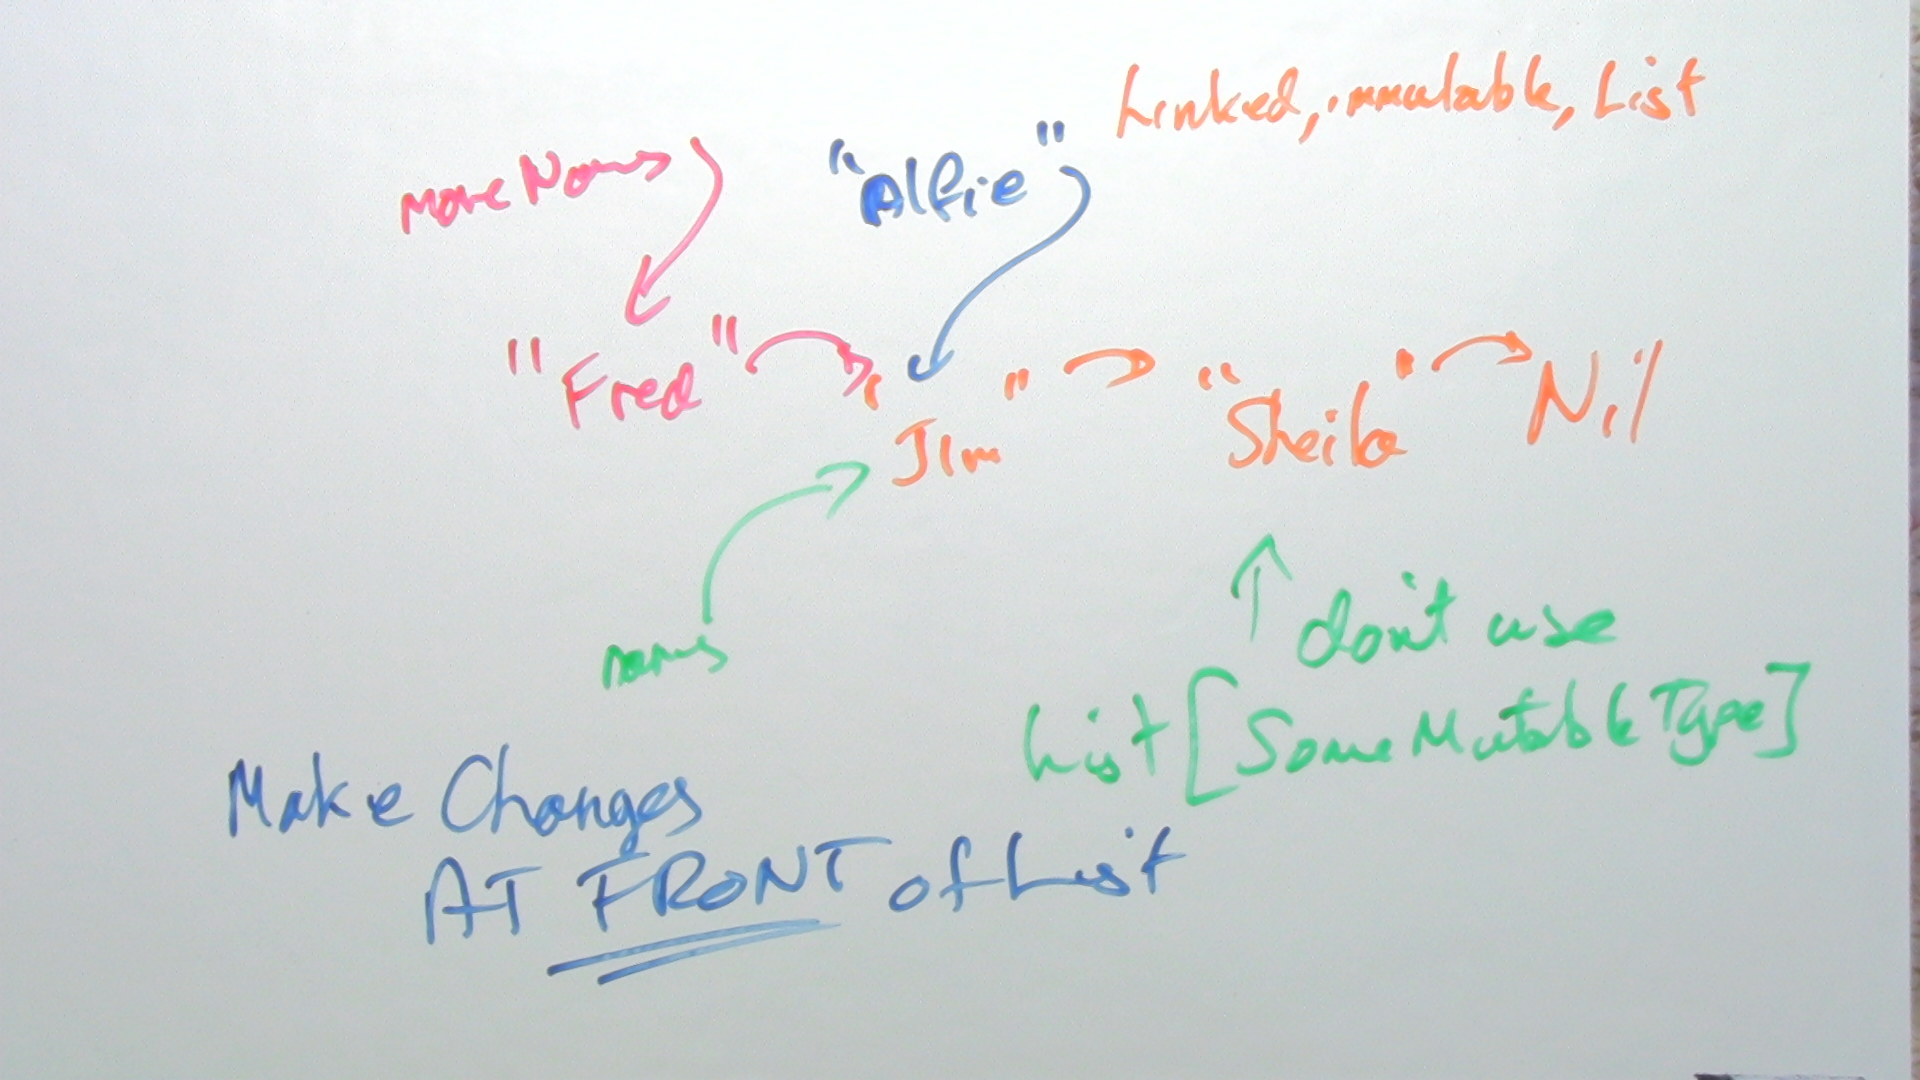 Linked, immutable, List
moreNames
"Alfie"
"Fred"
"Jim"
"Sheila"
Nil
names
don't use
List[SomeMutableType]
Make Changes
AT FRONT of List